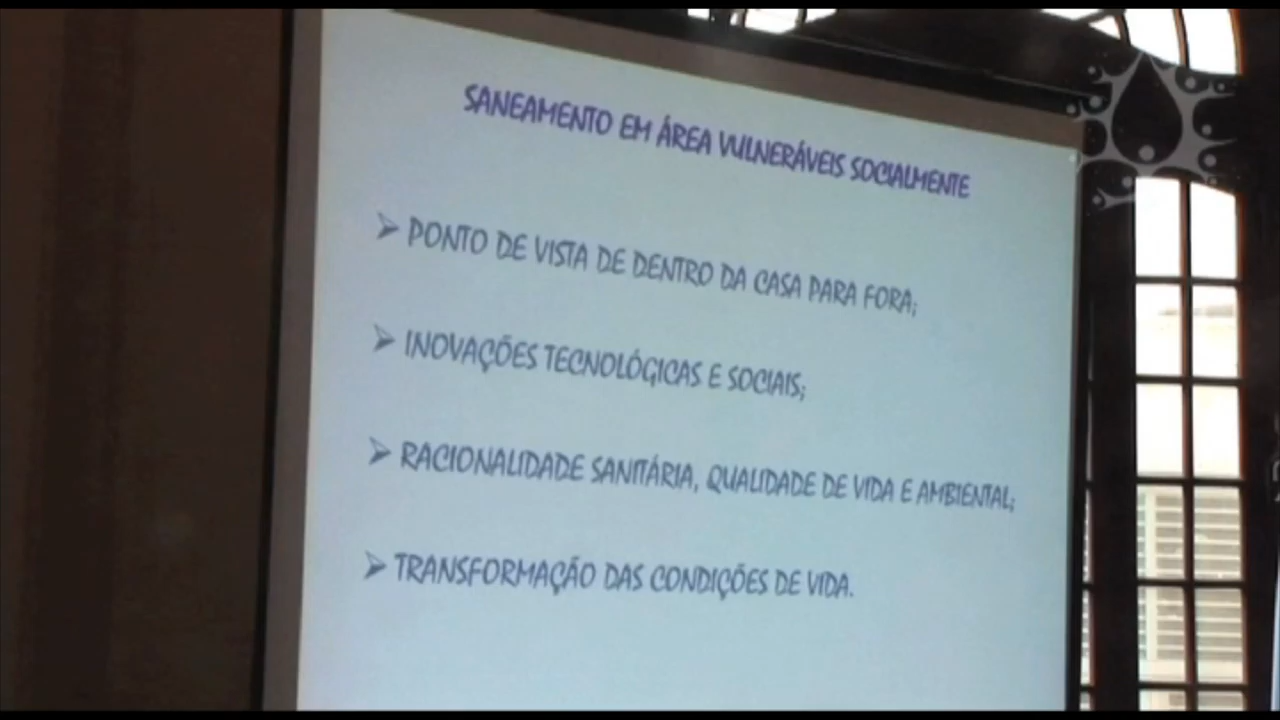 SANEAMENTO EM ÁREA VULNERÁVEIS SOCIALMENTE
➢ PONTO DE VISTA DE DENTRO DA CASA PARA FORA;
➢ INOVAÇÕES TECNOLÓGICAS E SOCIAIS;
➢ RACIONALIDADE SANITÁRIA, QUALIDADE DE VIDA E AMBIENTAL;
➢ TRANSFORMAÇÃO DAS CONDIÇÕES DE VIDA.